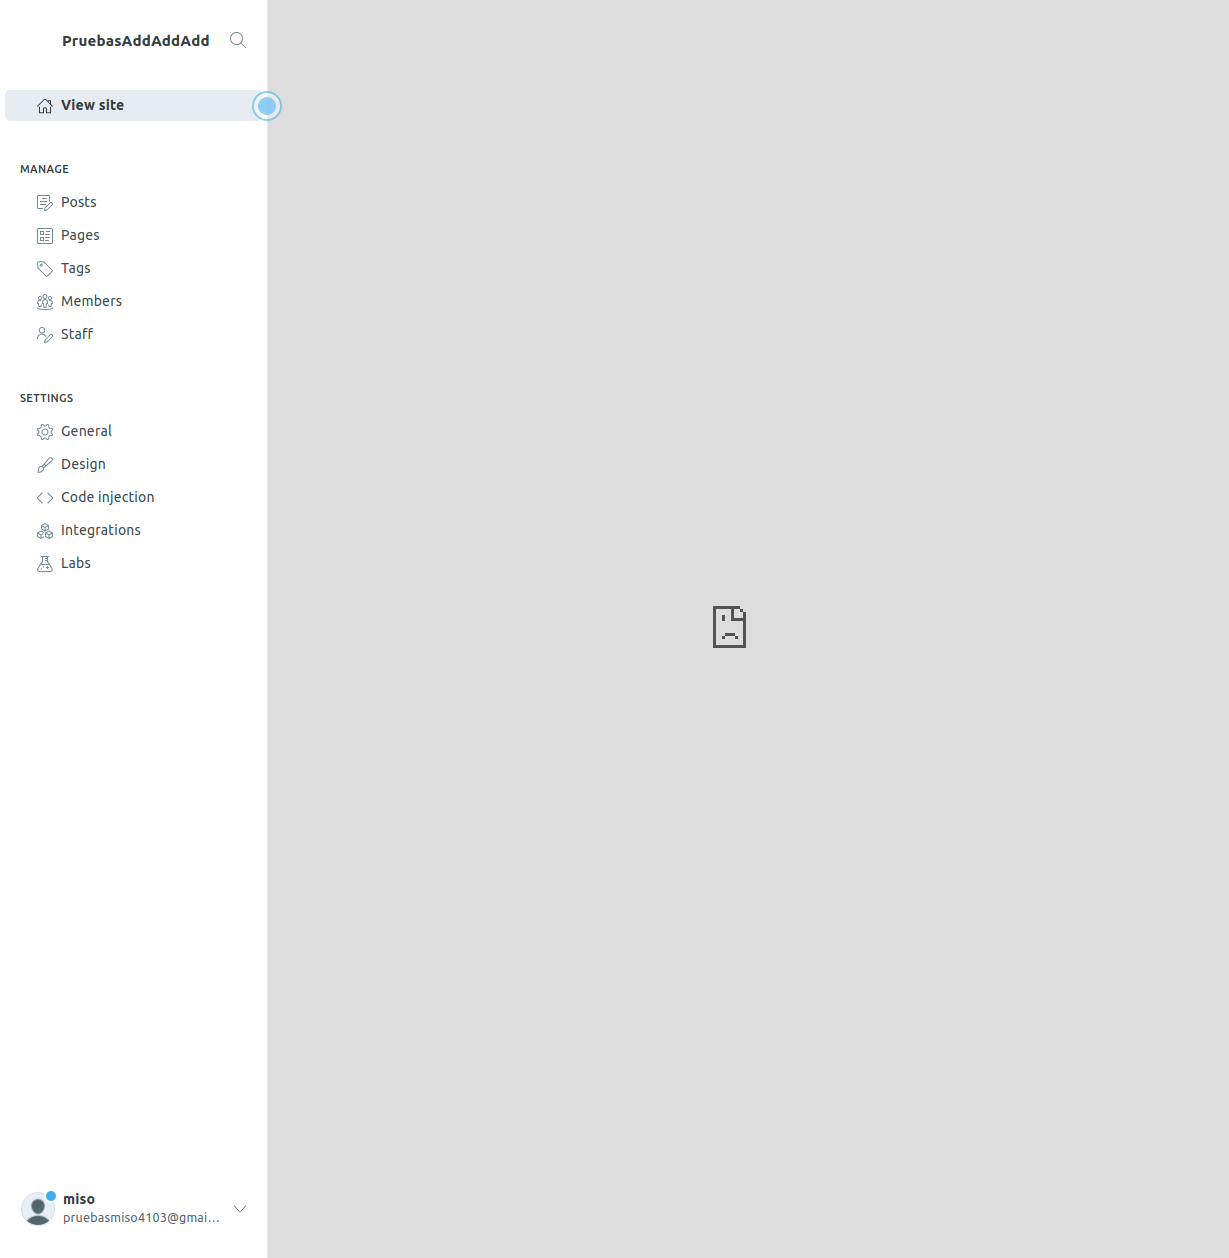 PruebasAddAddAdd
View site
MANAGE
Posts
Pages
Tags
Members
Staff
SETTINGS
General
Design
Code injection
Integrations
Labs
miso
pruebasmiso4103@gmai...